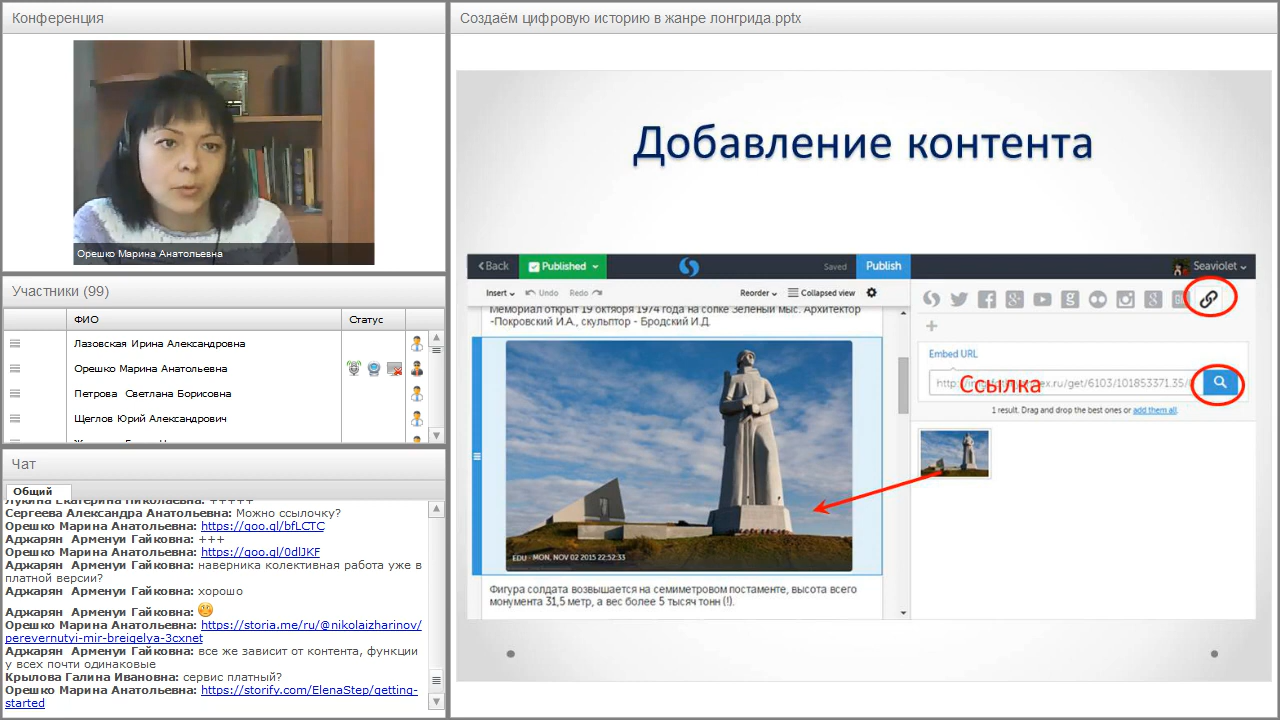 Конференция
Орешко Марина Анатольевна
Участники (99)
ФИО
Статус
Лазовская Ирина Александровна
Орешко Марина Анатольевна
Петрова Светлана Борисовна
Щеглов Юрий Александрович
Чат
Общий
Лукина Екатерина Николаевна: +++++
Сергеева Александра Анатольевна: Можно ссылочку?
Орешко Марина Анатольевна: https://goo.gl/bfLCTC
Аджарян Арменуи Гайковна: +++
Орешко Марина Анатольевна: https://goo.gl/0dlJKF
Аджарян Арменуи Гайковна: наверника колективная работа уже в
платной версии?
Аджарян Арменуи Гайковна: хорошо
Аджарян Арменуи Гайковна:
Орешко Марина Анатольевна: https://storia.me/ru/@nikolaizharinov/
perevernutyi-mir-breigelya-3cxnet
Аджарян Арменуи Гайковна: все же зависит от контента, функции
у всех почти одинаковые
Крылова Галина Ивановна: сервис платный?
Орешко Марина Анатольевна: https://storify.com/ElenaStep/getting-
started
Создаём цифровую историю в жанре лонгрида.pptx
Добавление контента
Back
Published
Saved
Publish
Seaviolet
Insert
Undo
Redo
Reorder
Collapsed view
Мемориал открыт 19 октября 1974 года на сопке Зеленый Мыс. Архитектор
-Покровский И.А., скульптор - Бродский И.Д.
EDU - MON, NOV 02 2015 22:52:33
Фигура солдата возвышается на семиметровом постаменте, высота всего
монумента 31,5 метр, а вес более 5 тысяч тонн (!).
Embed URL
Ссылка
1 result. Drag and drop the best ones or add them all.